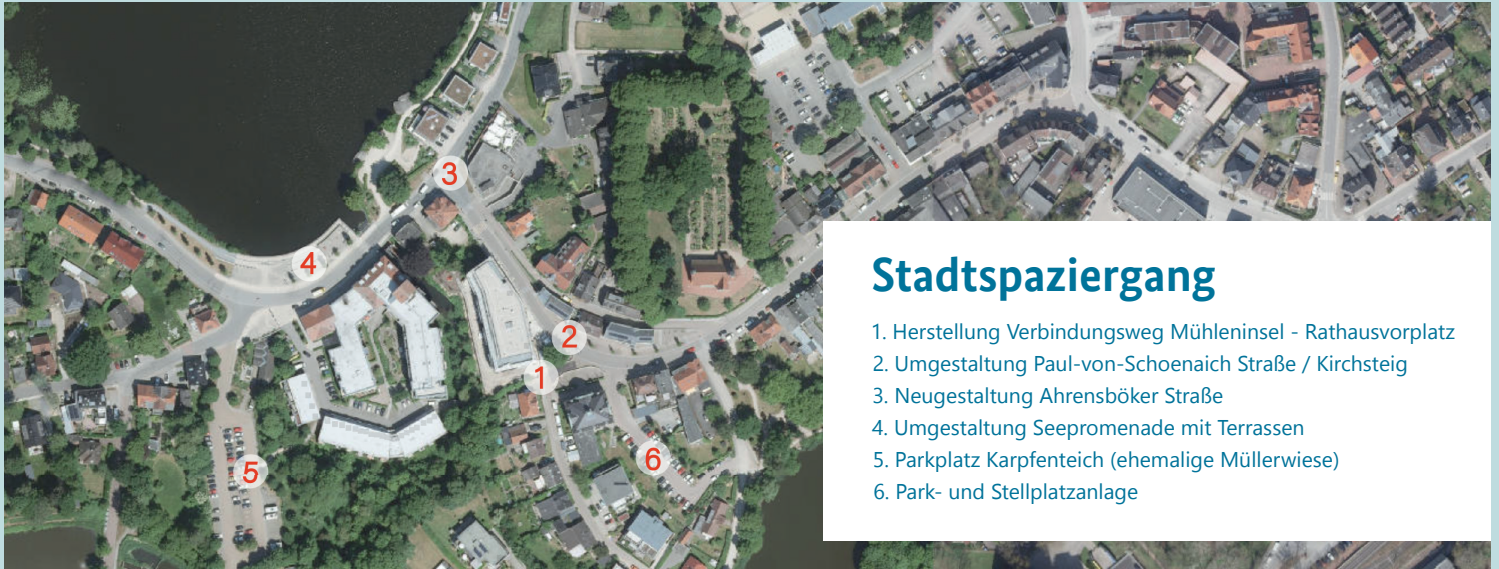 3
4
2
1
5
6
Stadtspaziergang
1. Herstellung Verbindungsweg Mühleninsel - Rathausvorplatz
2. Umgestaltung Paul-von-Schoenaich Straße / Kirchsteig
3. Neugestaltung Ahrensböker Straße
4. Umgestaltung Seepromenade mit Terrassen
5. Parkplatz Karpfenteich (ehemalige Müllerwiese)
6. Park- und Stellplatzanlage